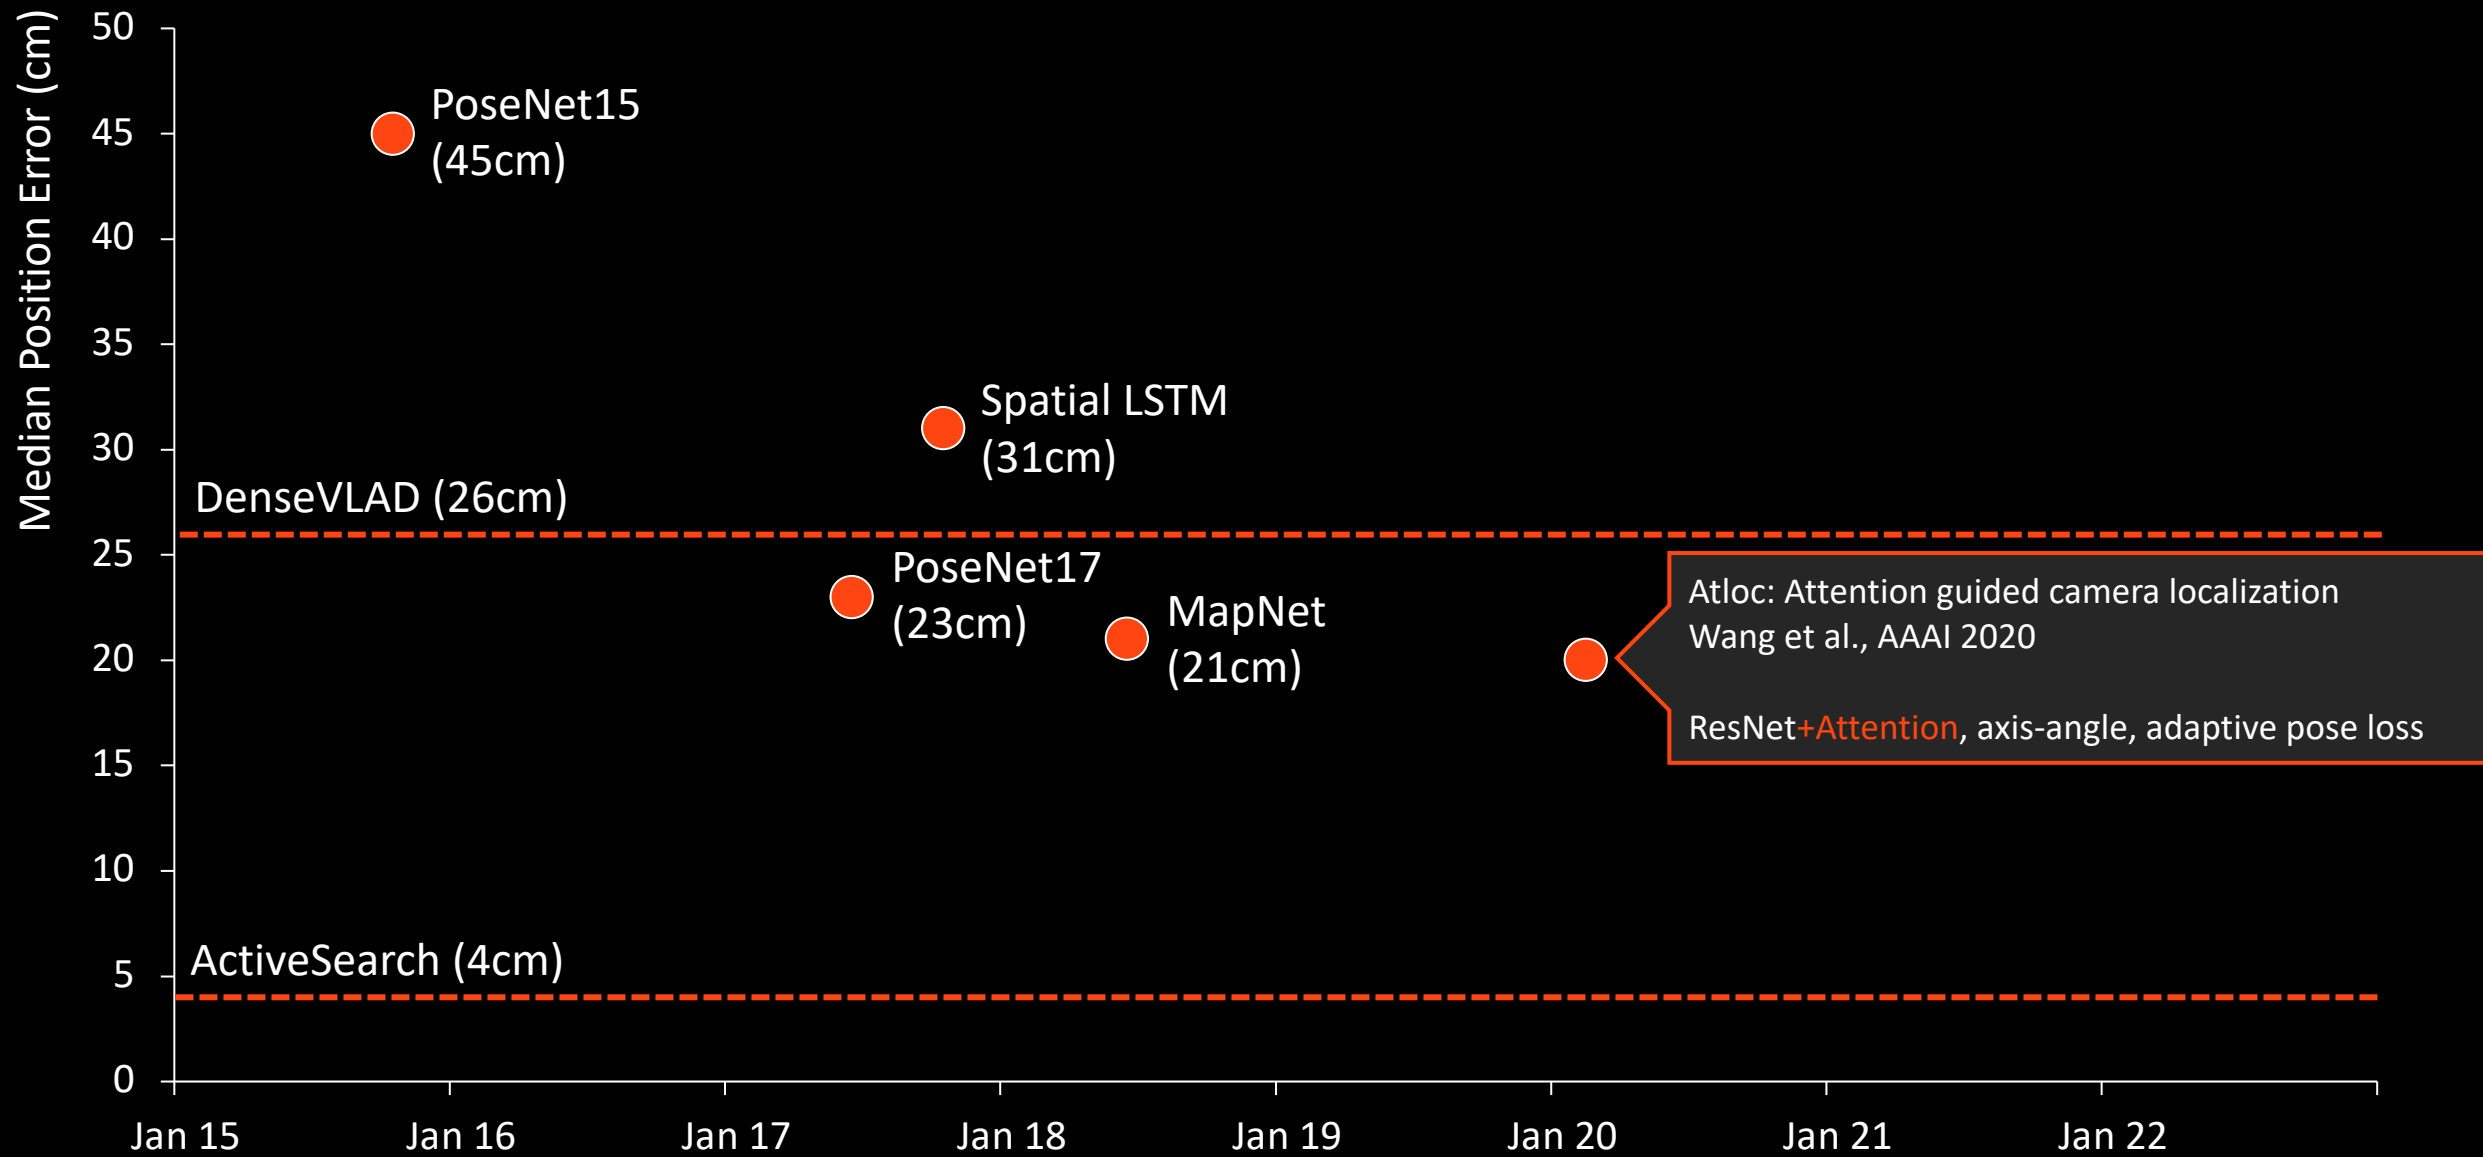 Median Position Error (cm)
50
45
40
35
30
25
20
15
10
5
0
PoseNet15
(45cm)
Spatial LSTM
(31cm)
DenseVLAD (26cm)
PoseNet17
(23cm)
MapNet
(21cm)
Atloc: Attention guided camera localization
Wang et al., AAAI 2020
ResNet+Attention, axis-angle, adaptive pose loss
ActiveSearch (4cm)
Jan 15
Jan 16
Jan 17
Jan 18
Jan 19
Jan 20
Jan 21
Jan 22